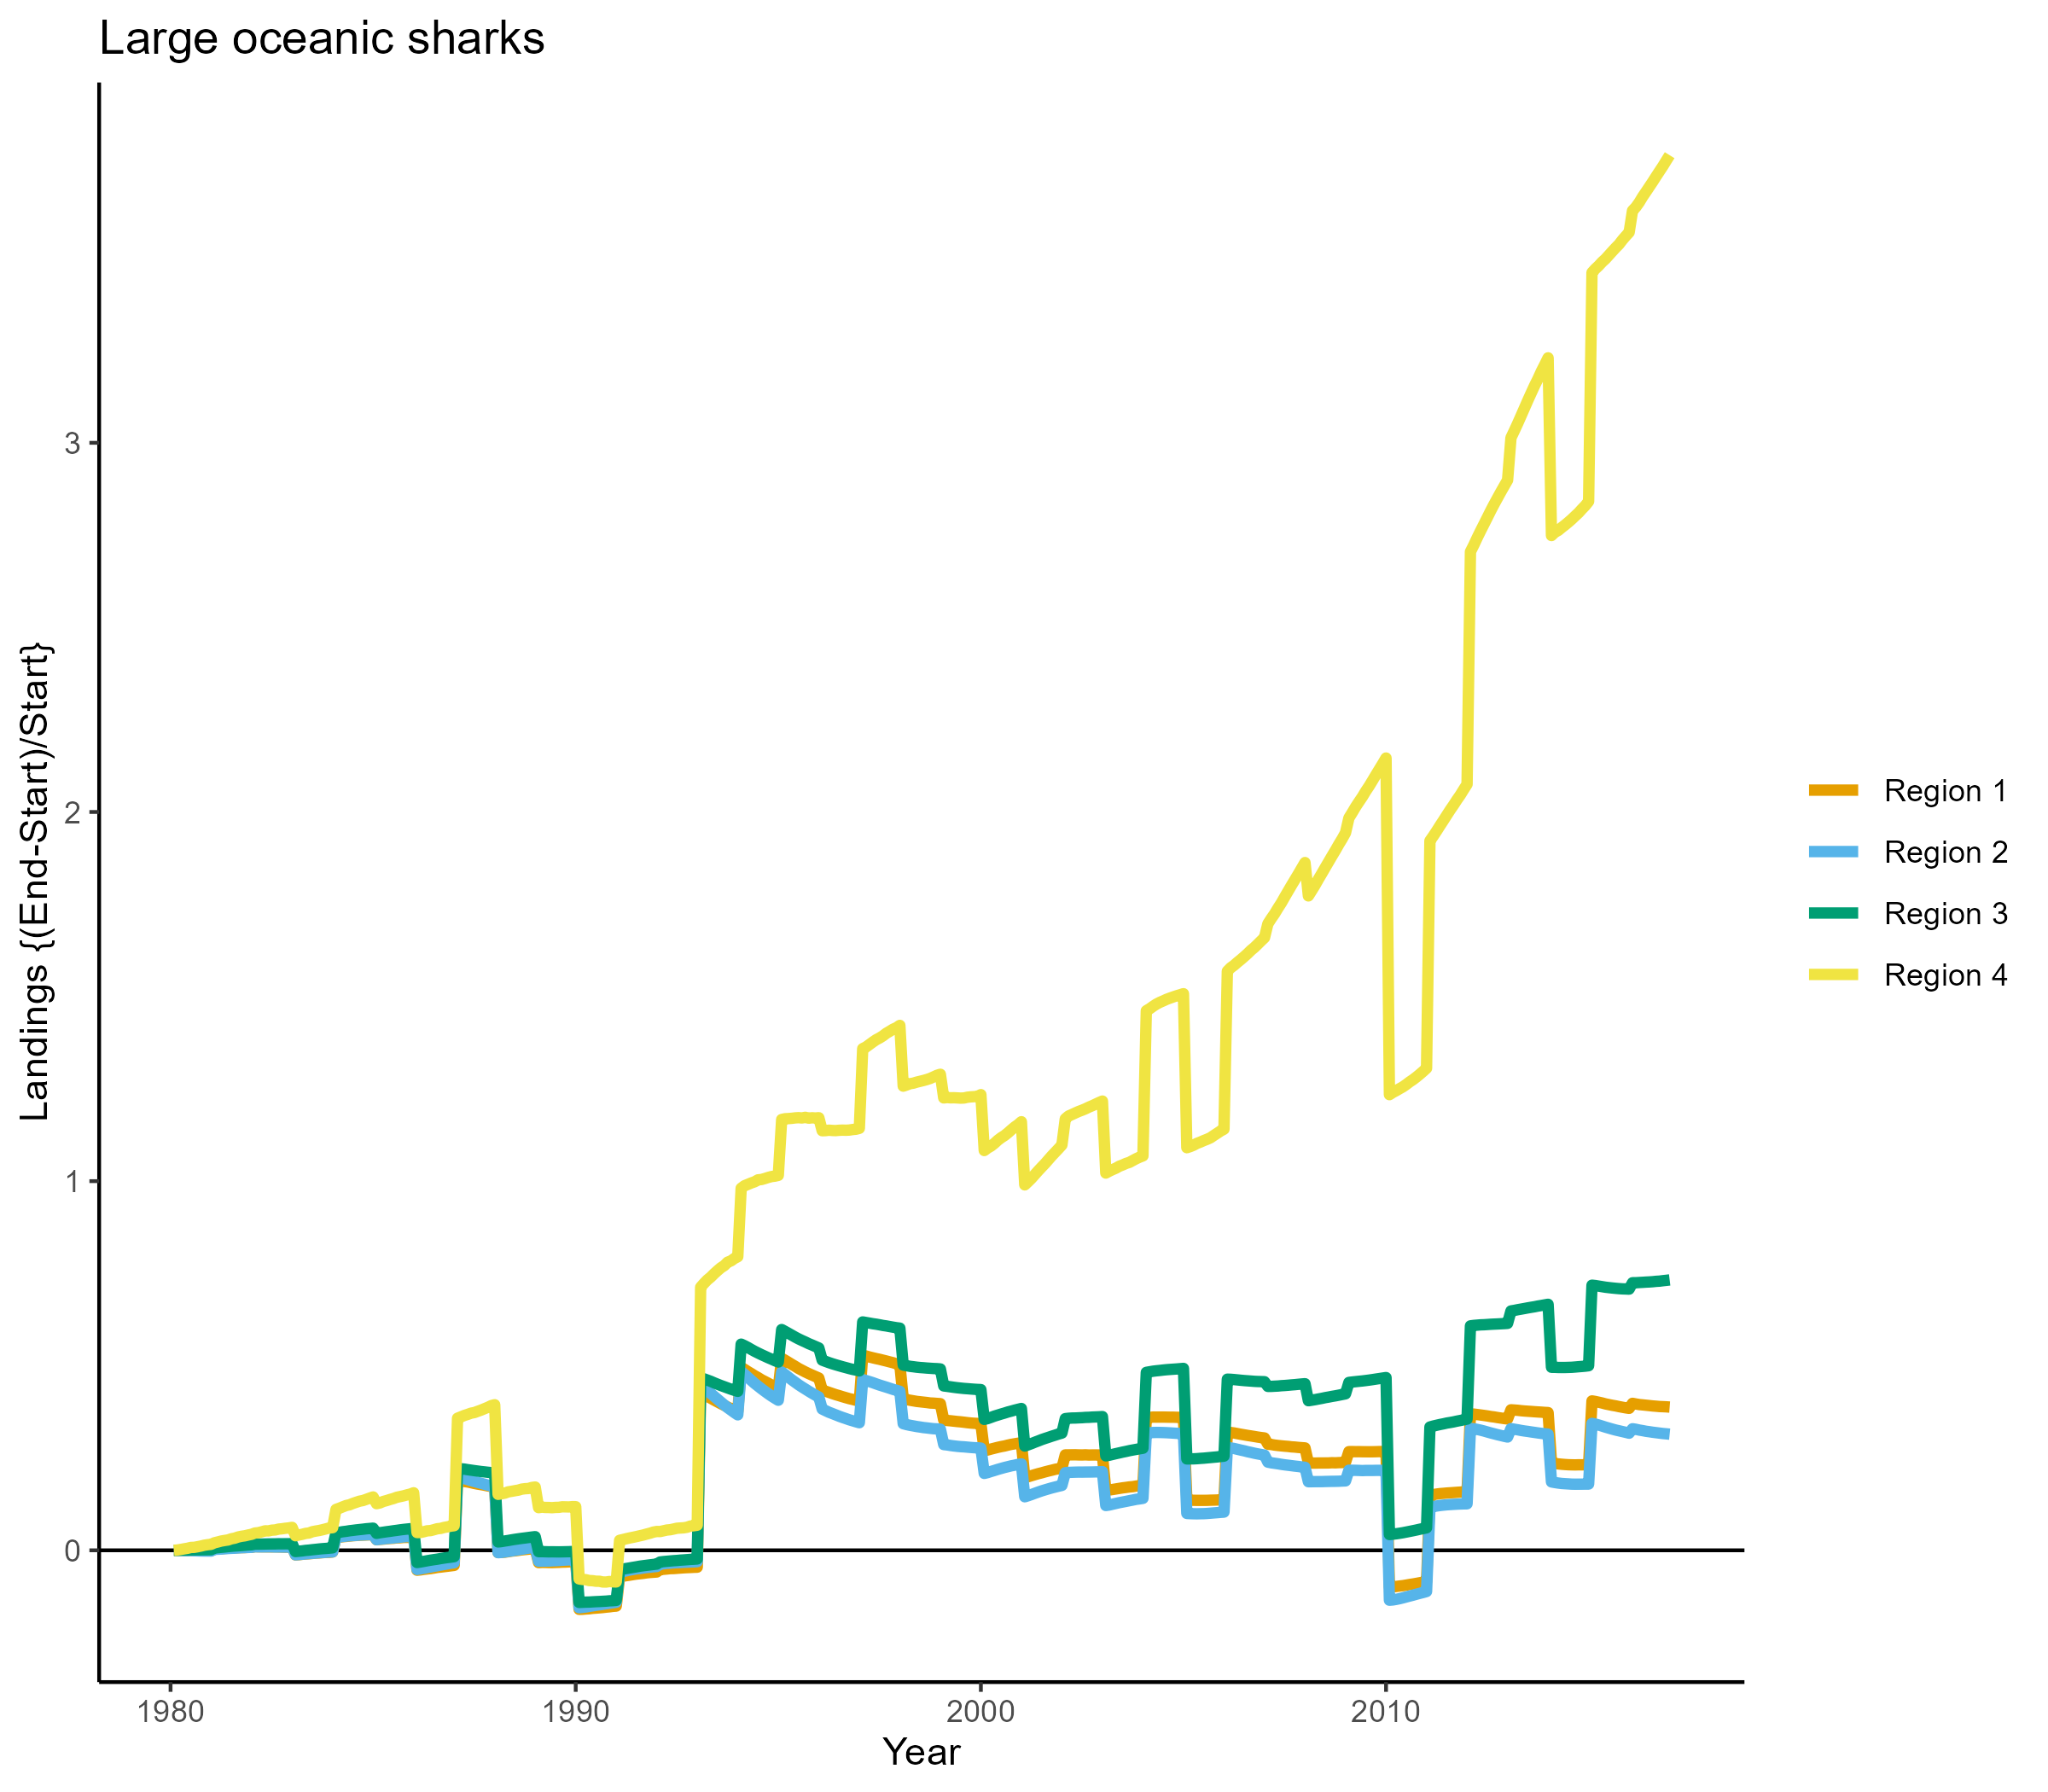 Large oceanic sharks
Landings {(End-Start)/Start}
3
2
1
0
1980 1990 2000 2010
Year
Region 1
Region 2
Region 3
Region 4